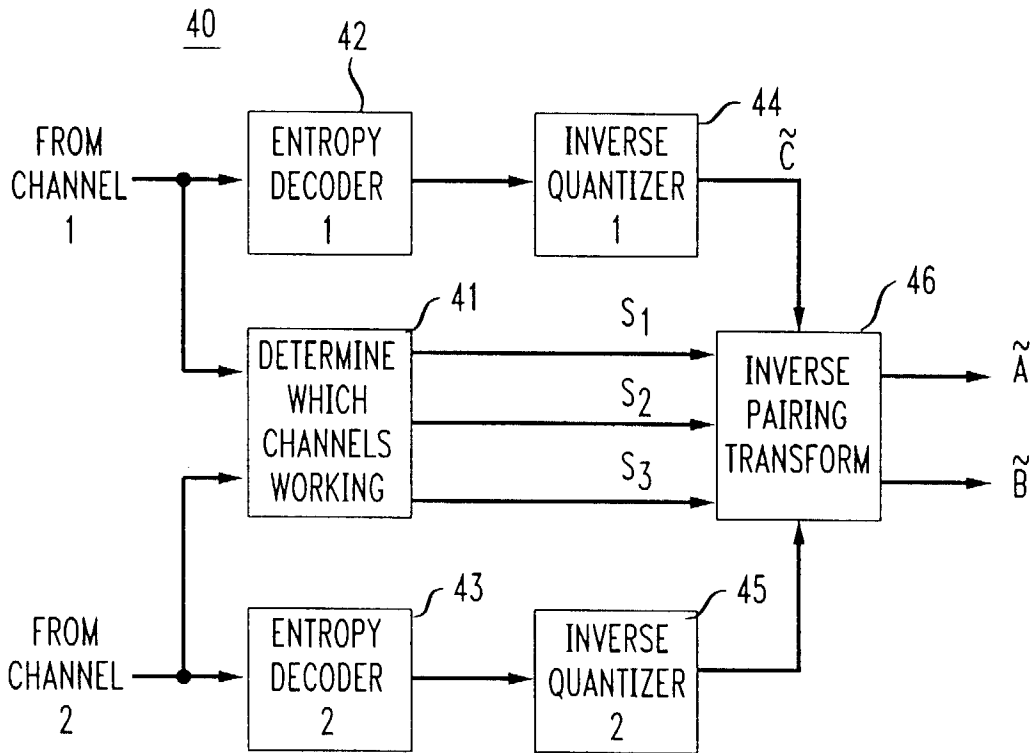 40
42
44
FROM
CHANNEL
1
ENTROPY
DECODER
1
INVERSE
QUANTIZER
1
C̃
41
46
DETERMINE
WHICH
CHANNELS
WORKING
S1
S2
S3
INVERSE
PAIRING
TRANSFORM
Ã
B̃
43
45
FROM
CHANNEL
2
ENTROPY
DECODER
2
INVERSE
QUANTIZER
2